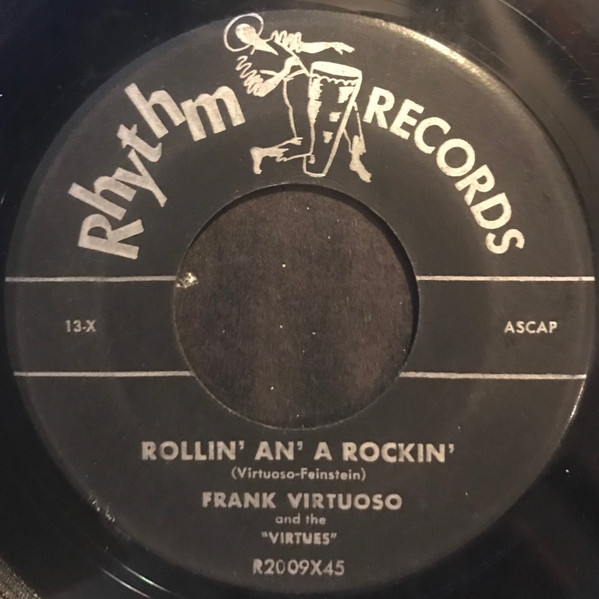 Rhythm RECORDS
13-X
ASCAP
ROLLIN' AN' A ROCKIN'
(Virtuoso-Feinstein)
FRANK VIRTUOSO
and the
"VIRTUES"
R2009X45